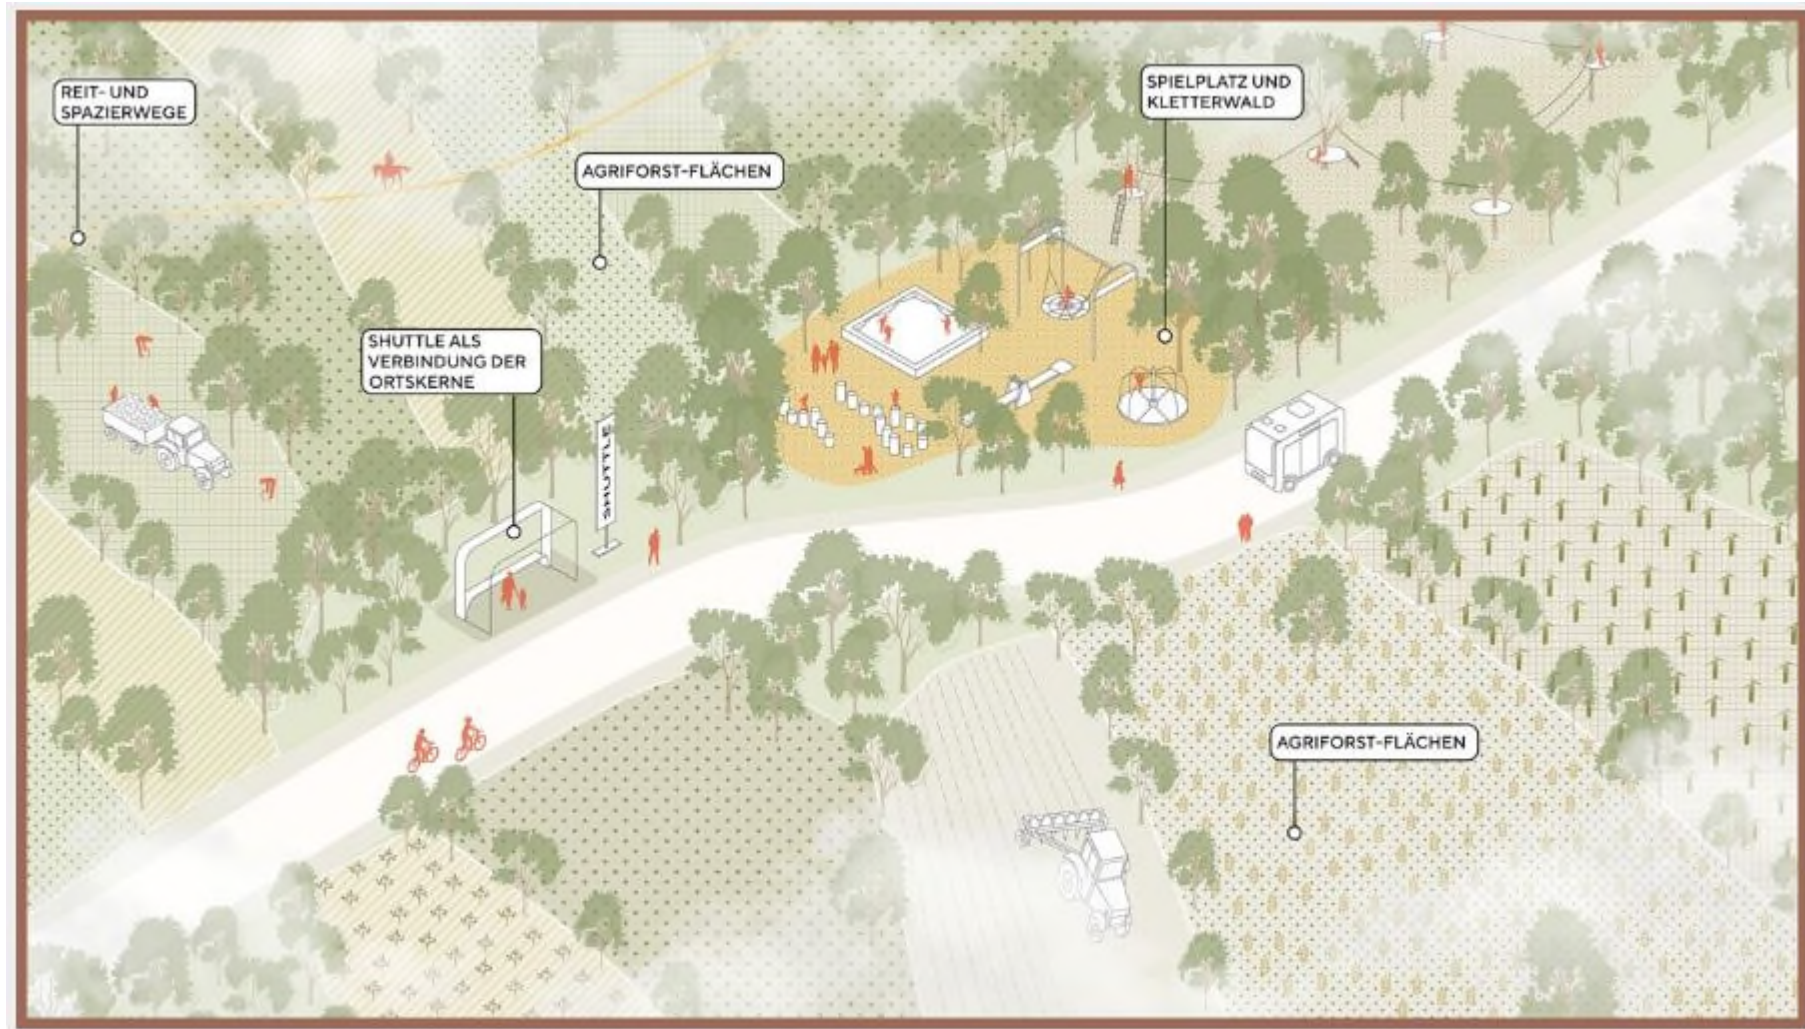 REIT- UND
SPAZIERWEGE
SPIELPLATZ UND
KLETTERWALD
AGRIFORST-FLÄCHEN
SHUTTLE ALS
VERBINDUNG DER
ORTSKERNE
SHUTTLE
AGRIFORST-FLÄCHEN